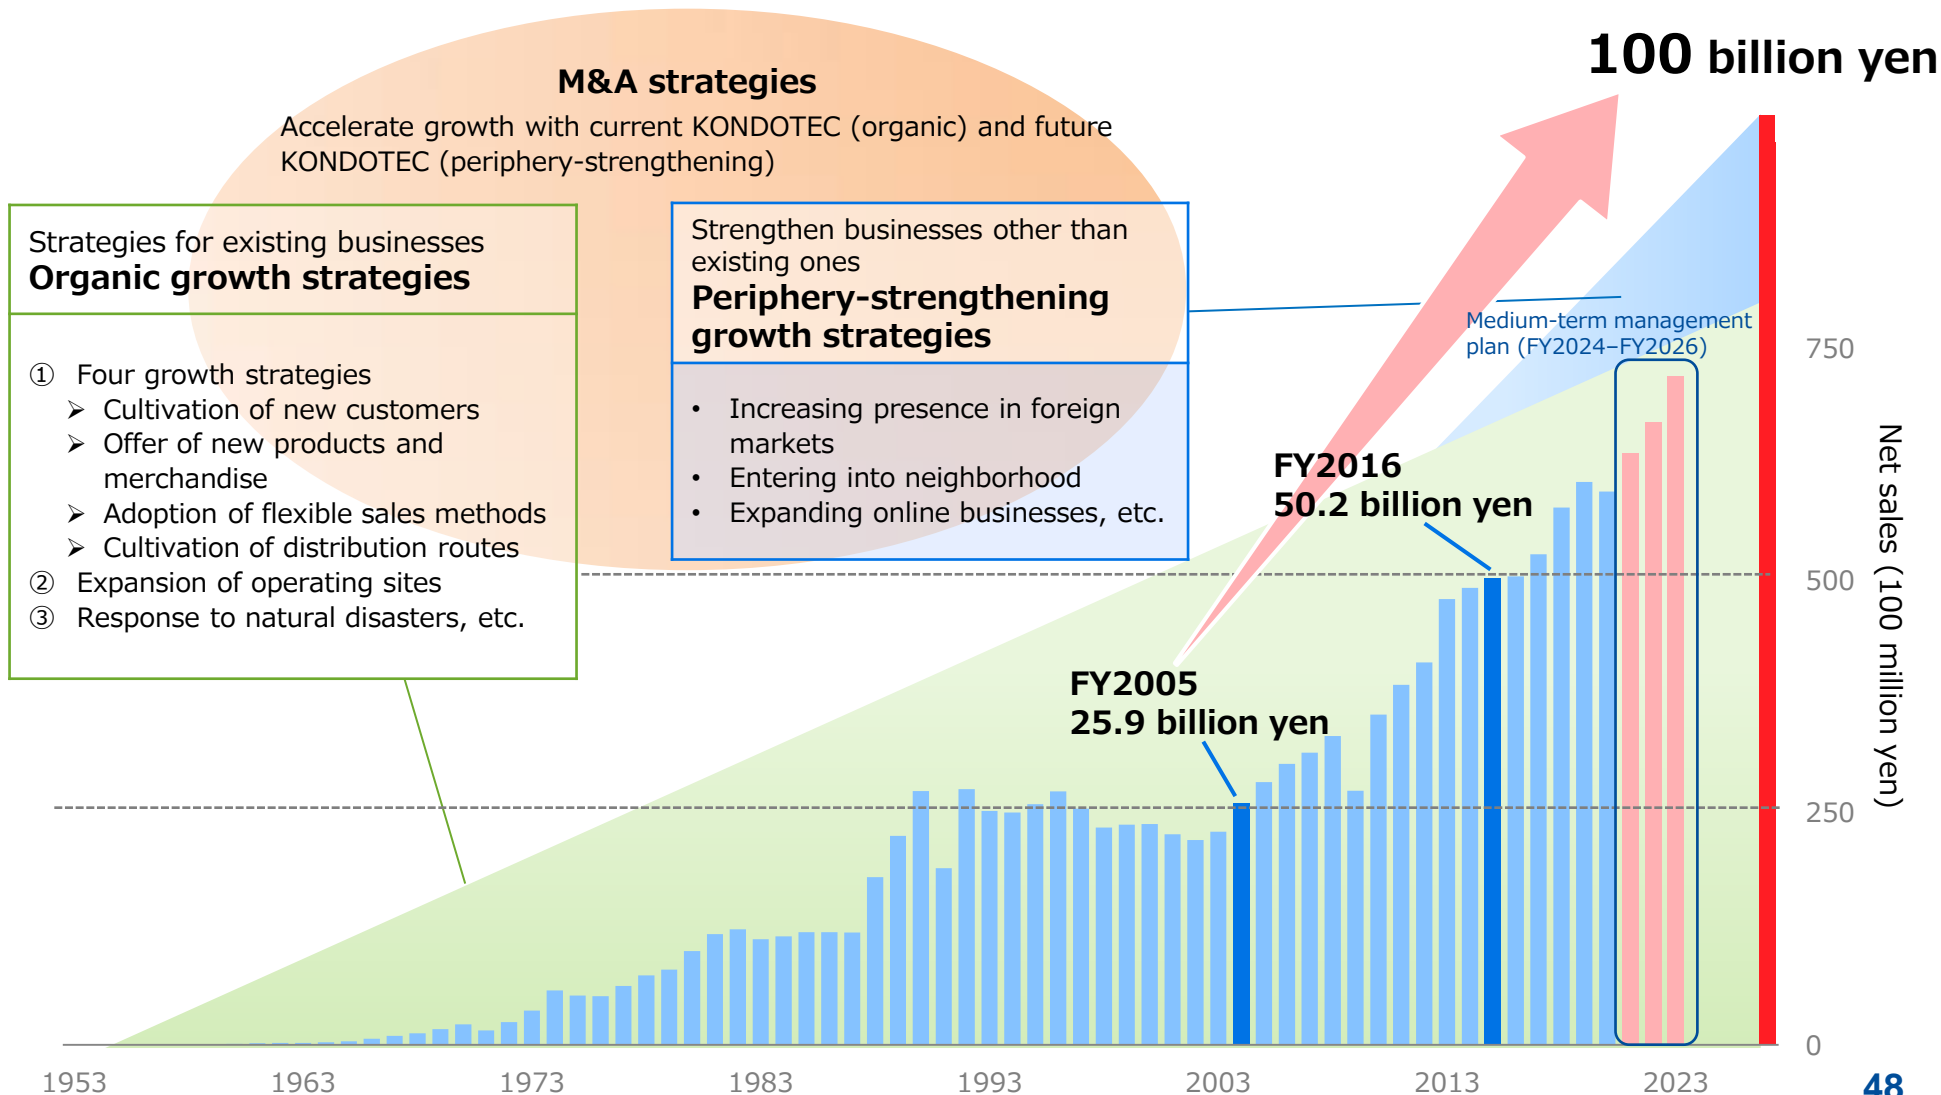 100 billion yen
M&A strategies
Accelerate growth with current KONDOTEC (organic) and future
KONDOTEC (periphery-strengthening)
Strategies for existing businesses
Organic growth strategies
① Four growth strategies
➢ Cultivation of new customers
➢ Offer of new products and
merchandise
➢ Adoption of flexible sales methods
➢ Cultivation of distribution routes
② Expansion of operating sites
③ Response to natural disasters, etc.
Strengthen businesses other than
existing ones
Periphery-strengthening
growth strategies
• Increasing presence in foreign
markets
• Entering into neighborhood
• Expanding online businesses, etc.
Medium-term management
plan (FY2024–FY2026)
FY2016
50.2 billion yen
FY2005
25.9 billion yen
750
500
250
0
Net sales (100 million yen)
1953
1963
1973
1983
1993
2003
2013
2023
48